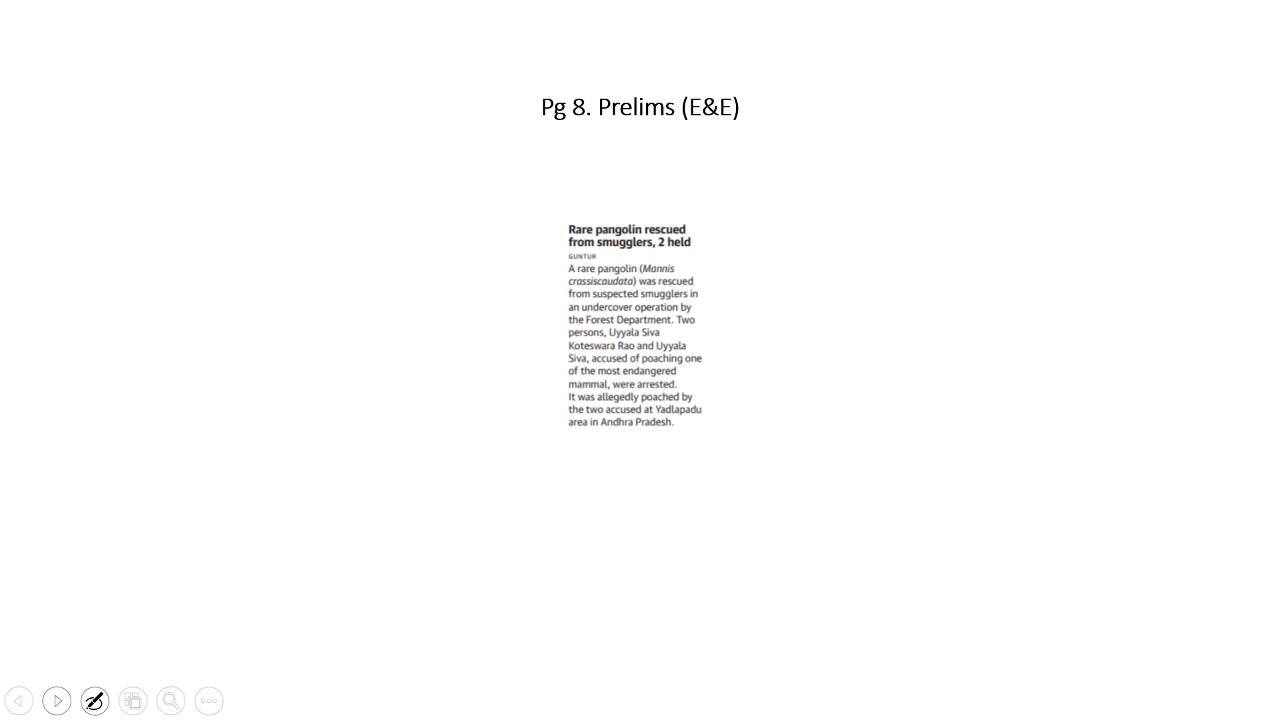 Pg 8. Prelims (E&E)
Rare pangolin rescued
from smugglers, 2 held
GUNTUR
A rare pangolin (Mannis
crassiscaudata) was rescued
from suspected smugglers in
an undercover operation by
the Forest Department. Two
persons, Uyyala Siva
Koteswara Rao and Uyyala
Siva, accused of poaching one
of the most endangered
mammal, were arrested.
It was allegedly poached by
the two accused at Yadlapadu
area in Andhra Pradesh.